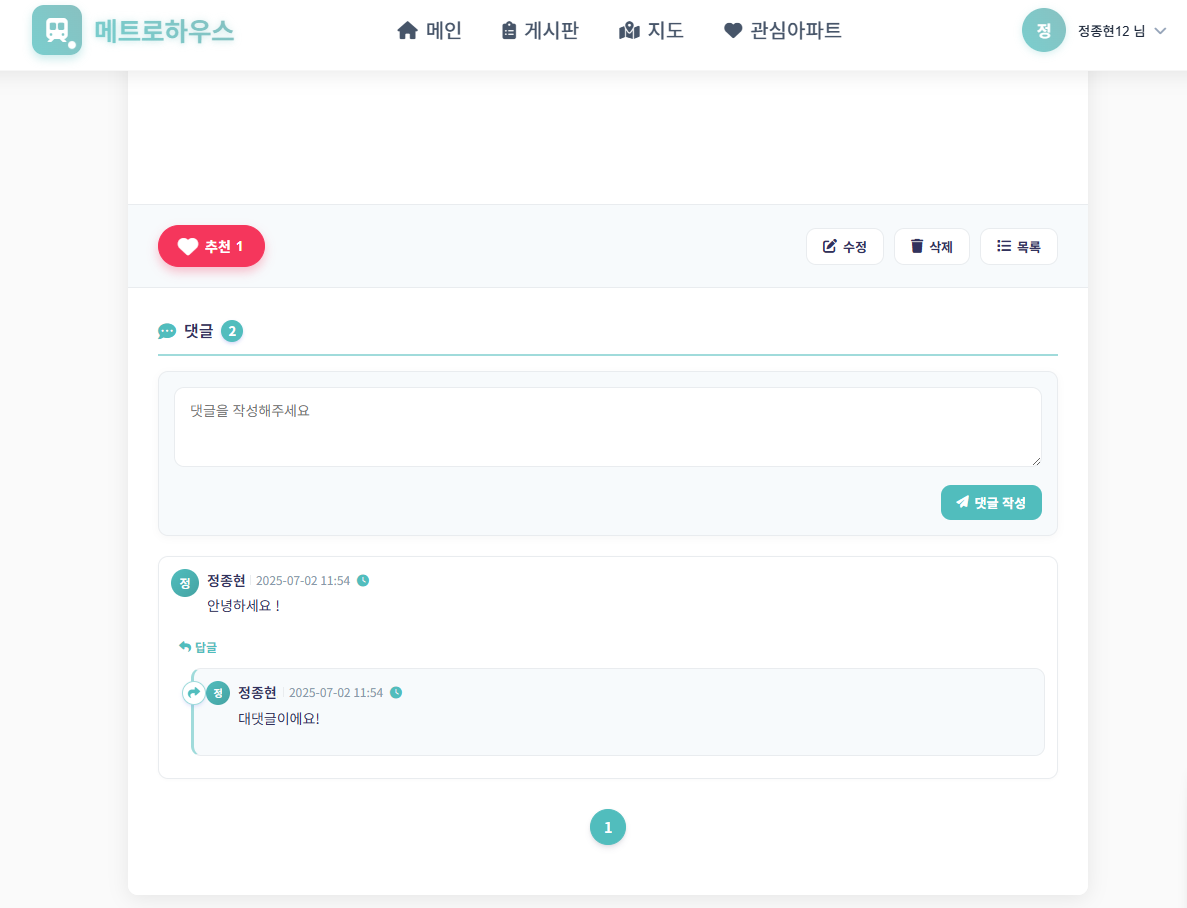 메트로하우스
메인 게시판 지도 관심아파트
정 정종현12 님
추천 1
수정 삭제 목록
댓글 2
댓글을 작성해주세요
댓글 작성
정 정종현 2025-07-02 11:54
안녕하세요 !
답글
정 정종현 2025-07-02 11:54
대댓글이에요!
1